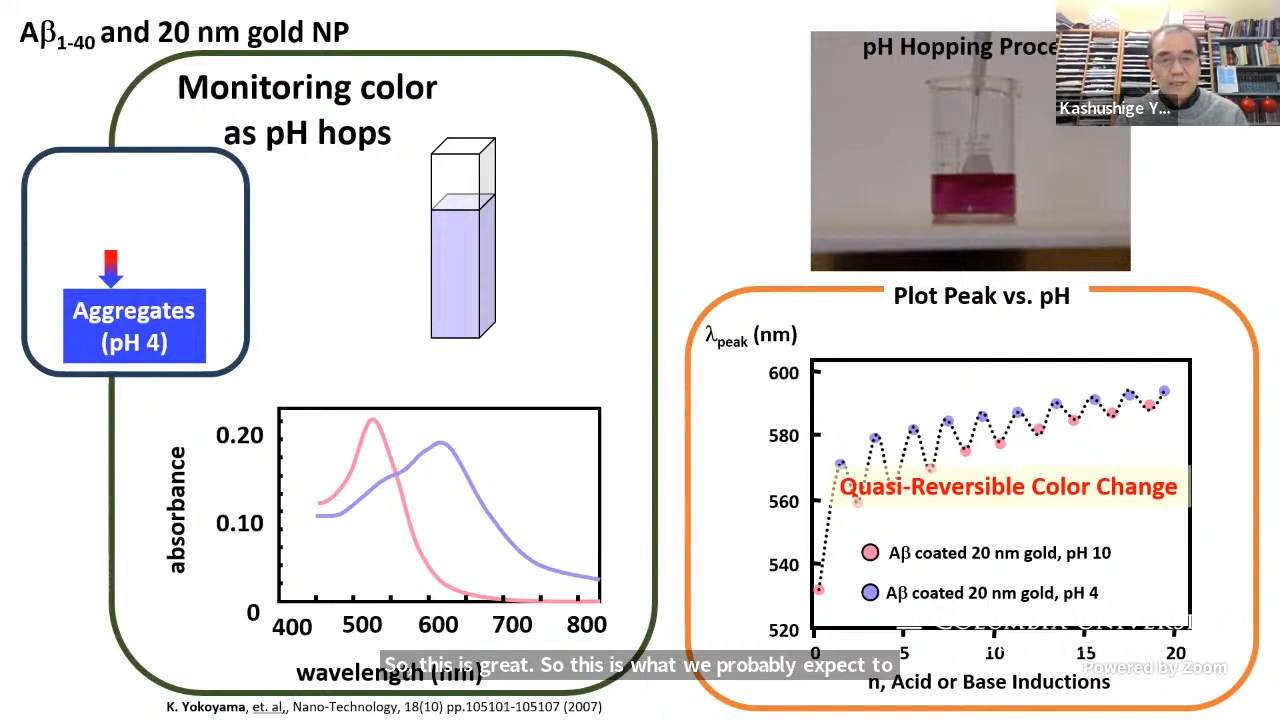 Aβ1-40 and 20 nm gold NP
Monitoring color
as pH hops
Aggregates
(pH 4)
absorbance
0.20
0.10
0
400 500 600 700 800
wavelength (nm)
K. Yokoyama, et. al,, Nano-Technology, 18(10) pp.105101-105107 (2007)
pH Hopping Proce
Kashushige Y...
Plot Peak vs. pH
λpeak (nm)
600
580
560
540
520
Quasi-Reversible Color Change
Aβ coated 20 nm gold, pH 10
Aβ coated 20 nm gold, pH 4
0 5 10 15 20
n, Acid or Base Inductions
So, this is great. So this is what we probably expect to
Powered by Zoom